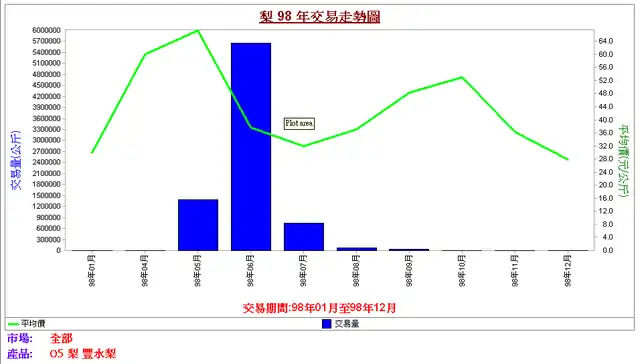 梨 98 年交易走勢圖
6000000
5700000
5400000
5100000
4800000
4500000
4200000
3900000
3600000
3300000
3000000
2700000
2400000
2100000
1800000
1500000
1200000
900000
600000
300000
0
交易量(公斤)
64.0
60.0
56.0
52.0
48.0
44.0
40.0
36.0
32.0
28.0
24.0
20.0
16.0
12.0
8.0
4.0
0.0
平均價(元/公斤)
Plot area
98年01月
98年04月
98年05月
98年06月
98年07月
98年08月
98年09月
98年10月
98年11月
98年12月
交易期間:98年01月至98年12月
平均價
交易量
市場: 全部
產品: O5 梨 豐水梨